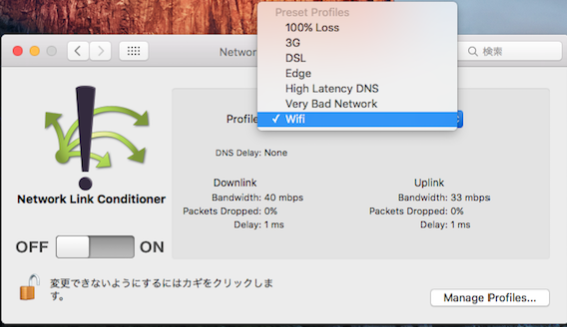 Preset Profiles
100% Loss
3G
DSL
Edge
High Latency DNS
Very Bad Network
✓ Wifi
Networ
検索
Profile
DNS Delay: None
Downlink
Bandwidth: 40 mbps
Packets Dropped: 0%
Delay: 1 ms
Uplink
Bandwidth: 33 mbps
Packets Dropped: 0%
Delay: 1 ms
Network Link Conditioner
OFF
ON
変更できないようにするにはカギをクリックしま
す。
Manage Profiles...